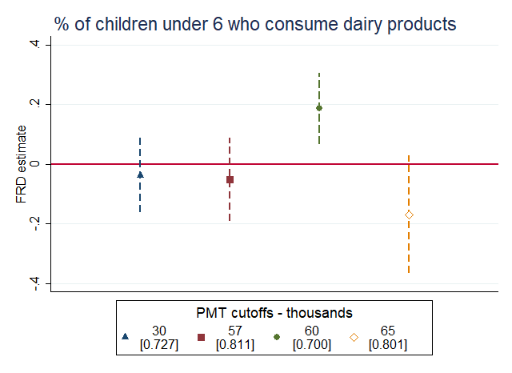 % of children under 6 who consume dairy products
.4
.2
0
-.2
-.4
FRD estimate
PMT cutoffs - thousands
30 57 60 65
[0.727] [0.811] [0.700] [0.801]